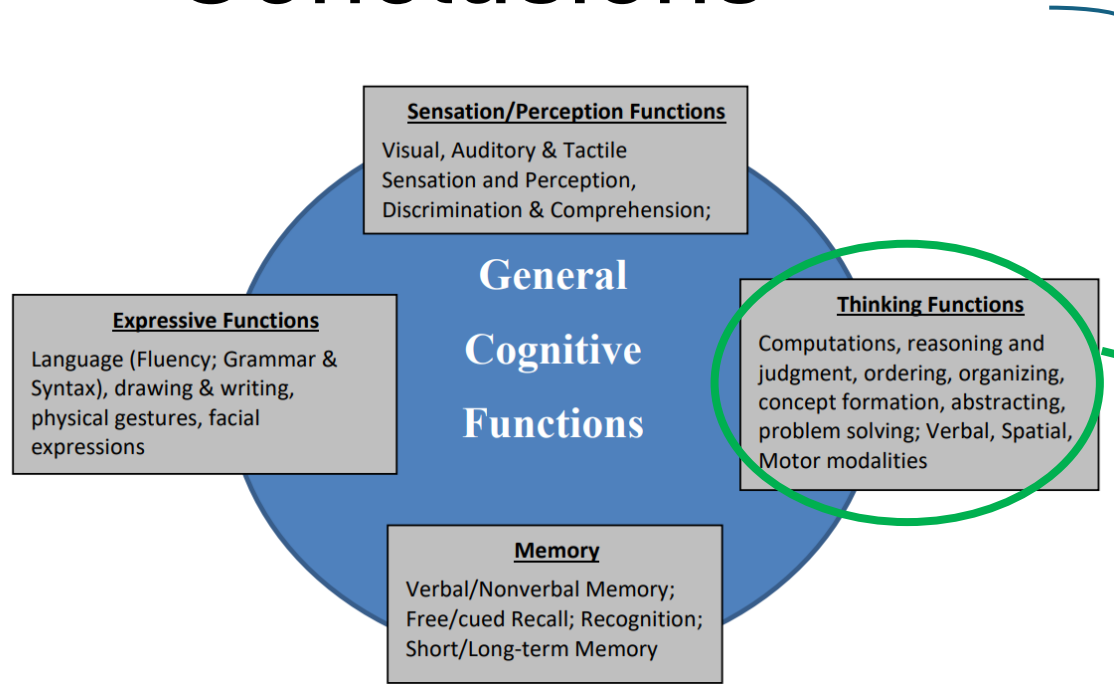 Conclusions
Sensation/Perception Functions
Visual, Auditory & Tactile
Sensation and Perception,
Discrimination & Comprehension;
General
Cognitive
Functions
Expressive Functions
Language (Fluency; Grammar &
Syntax), drawing & writing,
physical gestures, facial
expressions
Thinking Functions
Computations, reasoning and
judgment, ordering, organizing,
concept formation, abstracting,
problem solving; Verbal, Spatial,
Motor modalities
Memory
Verbal/Nonverbal Memory;
Free/cued Recall; Recognition;
Short/Long-term Memory